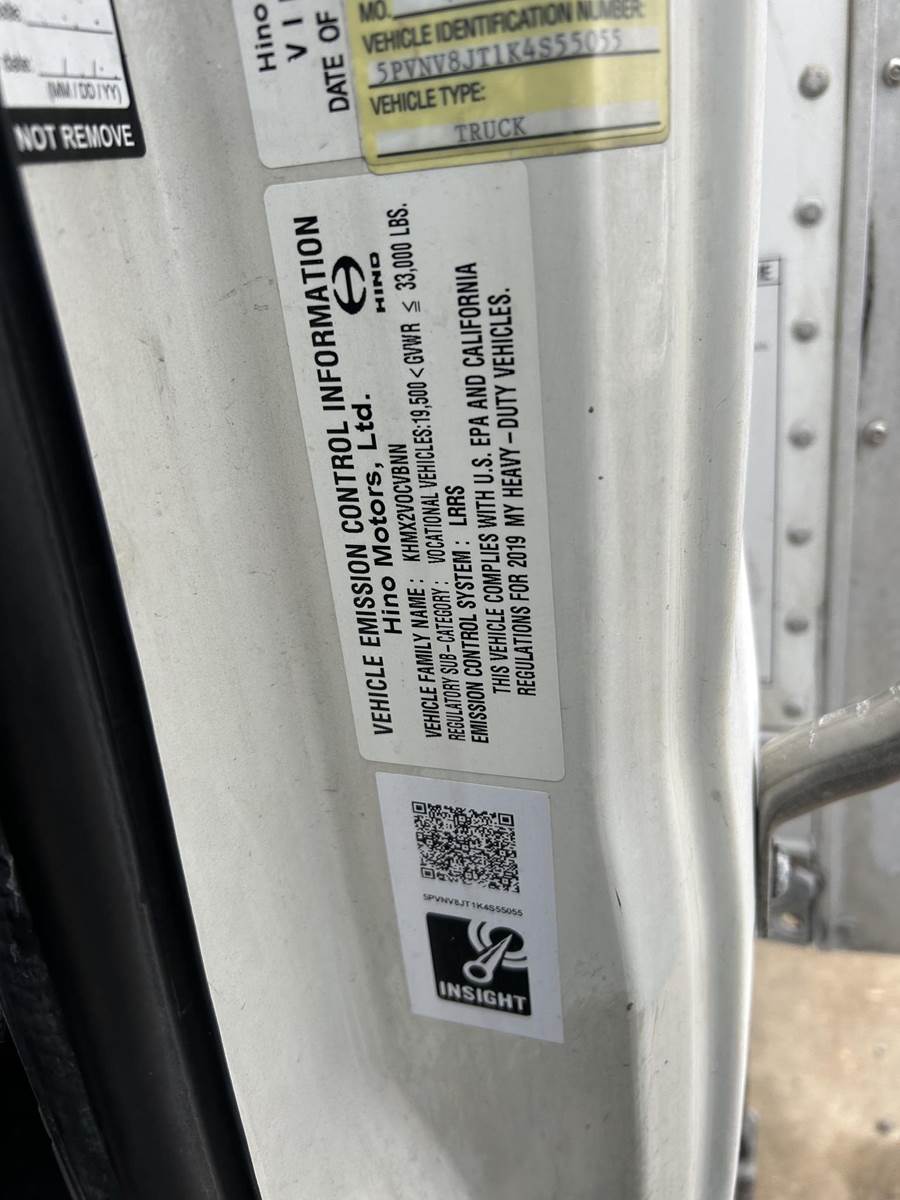 date:
(MM / DD / YY)
NOT REMOVE
Hino
VI
DATE OF
MO.
VEHICLE IDENTIFICATION NUMBER:
5PVNV8JT1K4S55055
VEHICLE TYPE:
TRUCK
VEHICLE EMISSION CONTROL INFORMATION
Hino Motors, Ltd.
HINO
VEHICLE FAMILY NAME : KHMX2VOCVBNN
REGULATORY SUB-CATEGORY : VOCATIONAL VEHICLES:19,500 < GVWR ≤ 33,000 LBS.
EMISSION CONTROL SYSTEM : LRRS
THIS VEHICLE COMPLIES WITH U.S. EPA AND CALIFORNIA
REGULATIONS FOR 2019 MY HEAVY-DUTY VEHICLES.
5PVNV8JT1K4S55055
INSIGHT